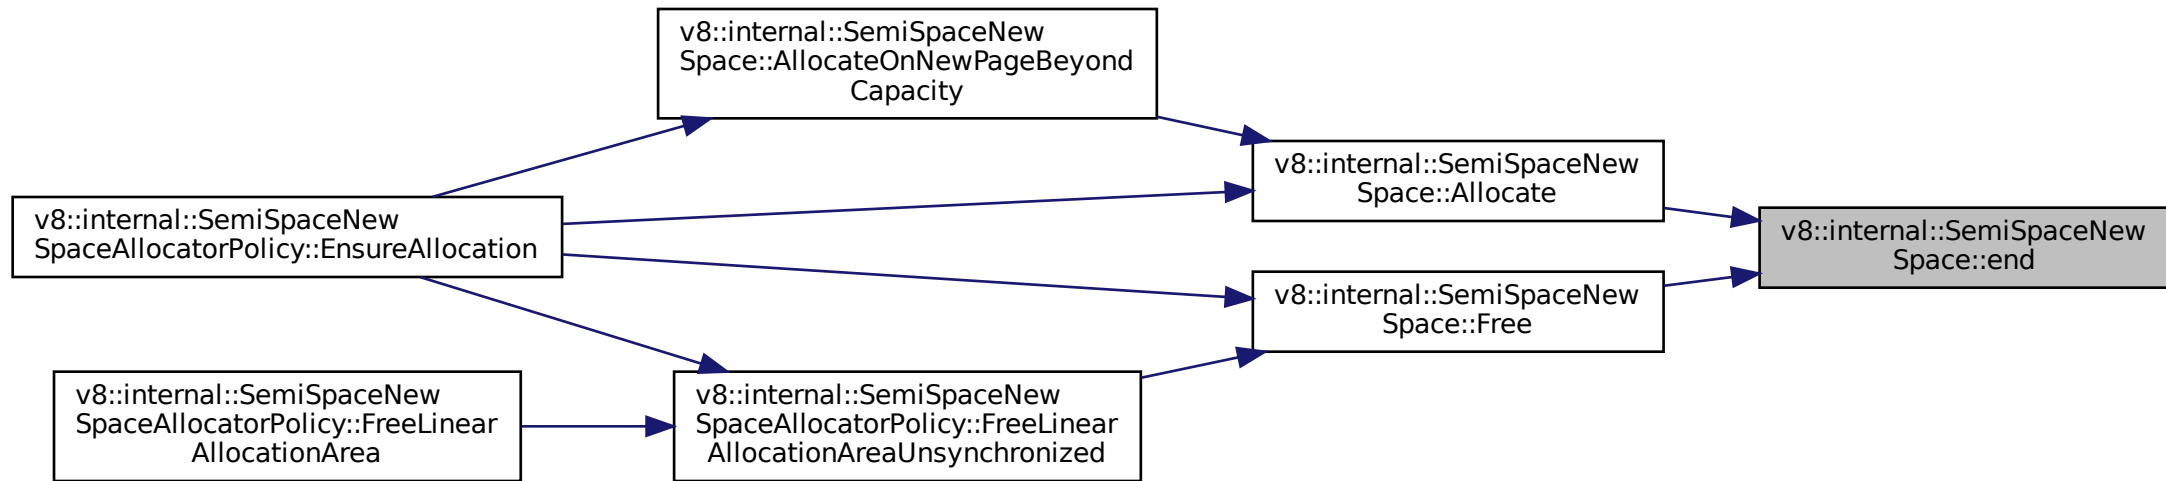 v8::internal::SemiSpaceNew
Space::AllocateOnNewPageBeyond
Capacity
v8::internal::SemiSpaceNew
Space::Allocate
v8::internal::SemiSpaceNew
SpaceAllocatorPolicy::EnsureAllocation
v8::internal::SemiSpaceNew
Space::end
v8::internal::SemiSpaceNew
Space::Free
v8::internal::SemiSpaceNew
SpaceAllocatorPolicy::FreeLinear
AllocationArea
v8::internal::SemiSpaceNew
SpaceAllocatorPolicy::FreeLinear
AllocationAreaUnsynchronized